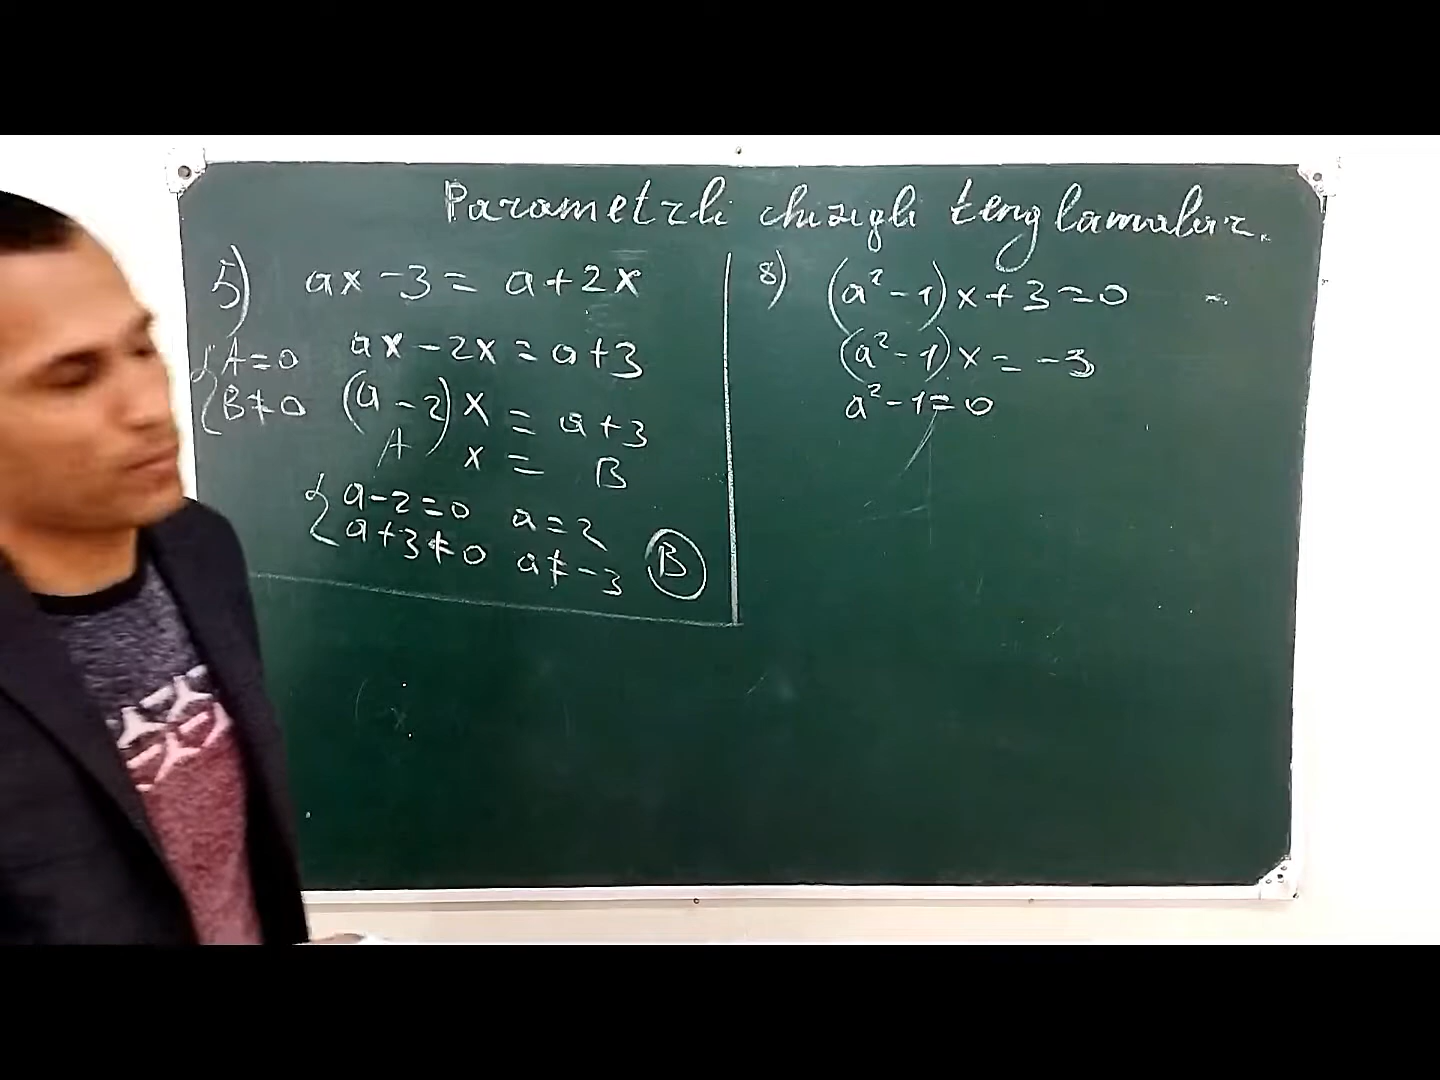 Parametrli chiziqli tenglamalar.
5) ax - 3 = a + 2x
ax - 2x = a + 3
{ A = 0
B ≠ 0
(a - 2) x = a + 3
A x = B
{ a - 2 = 0 a = 2
a + 3 ≠ 0 a ≠ -3 B
8) (a² - 1) x + 3 = 0
(a² - 1) x = -3
a² - 1 = 0